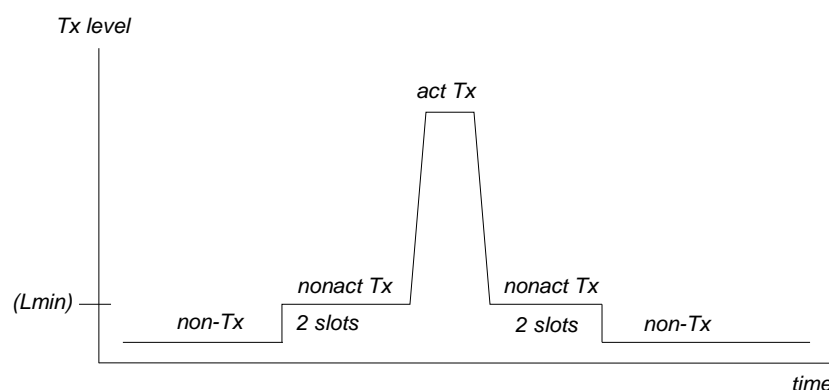 Tx level
act Tx
(Lmin)
nonact Tx
nonact Tx
non-Tx
2 slots
2 slots
non-Tx
time